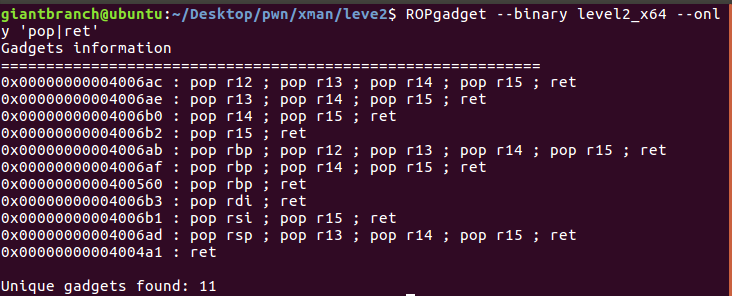 giantbranch@ubuntu:~/Desktop/pwn/xman/leve2$ ROPgadget --binary level2_x64 --onl
y 'pop|ret'
Gadgets information
============================================================
0x00000000004006ac : pop r12 ; pop r13 ; pop r14 ; pop r15 ; ret
0x00000000004006ae : pop r13 ; pop r14 ; pop r15 ; ret
0x00000000004006b0 : pop r14 ; pop r15 ; ret
0x00000000004006b2 : pop r15 ; ret
0x00000000004006ab : pop rbp ; pop r12 ; pop r13 ; pop r14 ; pop r15 ; ret
0x00000000004006af : pop rbp ; pop r14 ; pop r15 ; ret
0x0000000000400560 : pop rbp ; ret
0x00000000004006b3 : pop rdi ; ret
0x00000000004006b1 : pop rsi ; pop r15 ; ret
0x00000000004006ad : pop rsp ; pop r13 ; pop r14 ; pop r15 ; ret
0x00000000004004a1 : ret
Unique gadgets found: 11